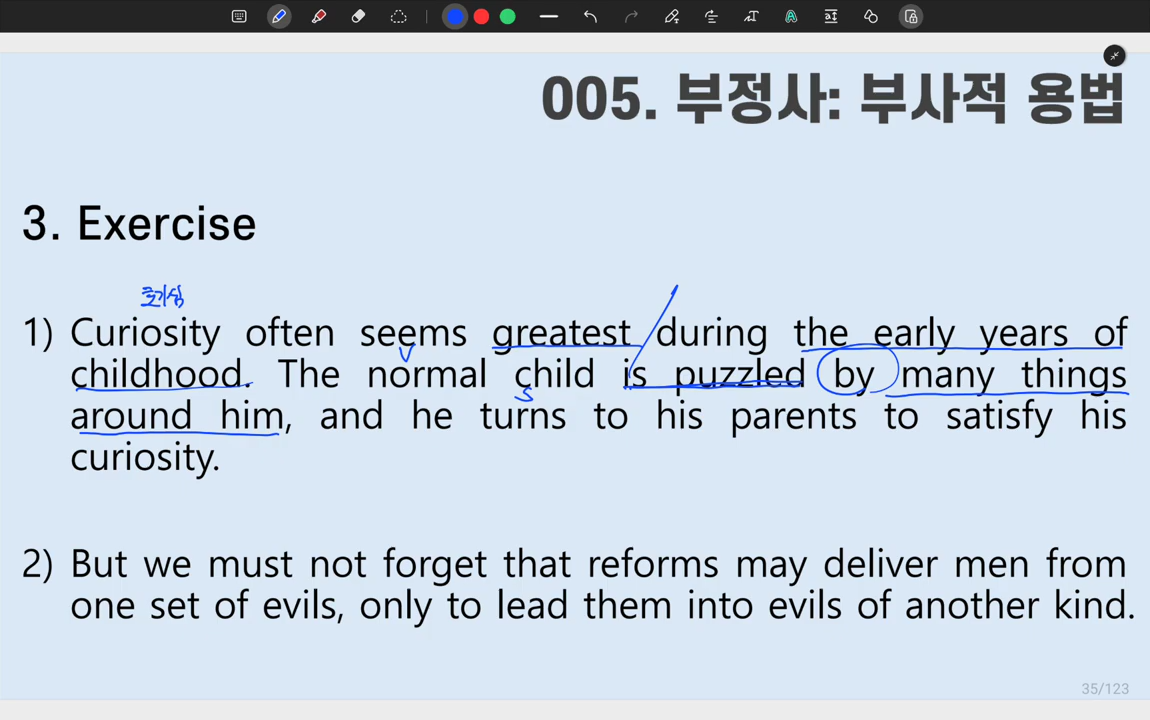 005. 부정사: 부사적 용법
3. Exercise
호기심
1) Curiosity often seems greatest during the early years of
V
childhood. The normal child is puzzled by many things
S
around him, and he turns to his parents to satisfy his
curiosity.
2) But we must not forget that reforms may deliver men from
one set of evils, only to lead them into evils of another kind.
35/123